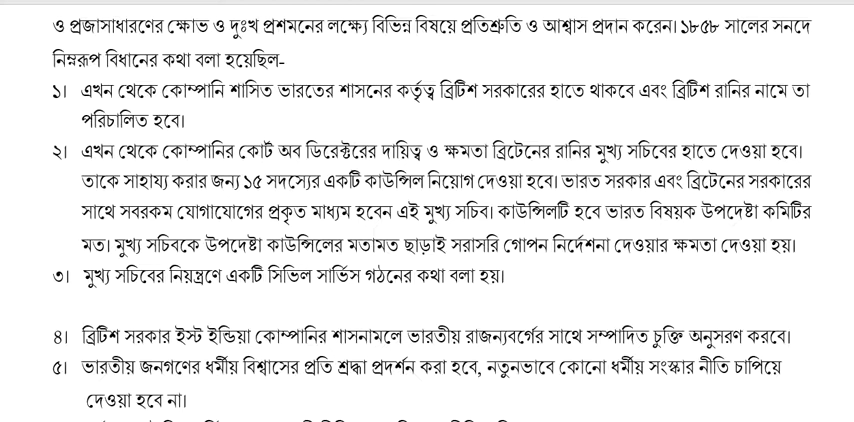 ও প্রজাসাধারণের ক্ষোভ ও দুঃখ প্রশমনের লক্ষ্যে বিভিন্ন বিষয়ে প্রতিশ্রুতি ও আশ্বাস প্রদান করেন। ১৮৫৮ সালের সনদে
নিম্নরূপ বিধানের কথা বলা হয়েছিল-
১। এখন থেকে কোম্পানি শাসিত ভারতের শাসনের কর্তৃত্ব ব্রিটিশ সরকারের হাতে থাকবে এবং ব্রিটিশ রানির নামে তা
পরিচালিত হবে।
২। এখন থেকে কোম্পানির কোর্ট অব ডিরেক্টরের দায়িত্ব ও ক্ষমতা ব্রিটেনের রানির মুখ্য সচিবের হাতে দেওয়া হবে।
তাকে সাহায্য করার জন্য ১৫ সদস্যের একটি কাউন্সিল নিয়োগ দেওয়া হবে। ভারত সরকার এবং ব্রিটেনের সরকারের
সাথে সবরকম যোগাযোগের প্রকৃত মাধ্যম হবেন এই মুখ্য সচিব। কাউন্সিলটি হবে ভারত বিষয়ক উপদেষ্টা কমিটির
মত। মুখ্য সচিবকে উপদেষ্টা কাউন্সিলের মতামত ছাড়াই সরাসরি গোপন নির্দেশনা দেওয়ার ক্ষমতা দেওয়া হয়।
৩। মুখ্য সচিবের নিয়ন্ত্রণে একটি সিভিল সার্ভিস গঠনের কথা বলা হয়।
৪। ব্রিটিশ সরকার ইস্ট ইন্ডিয়া কোম্পানির শাসনামলে ভারতীয় রাজন্যবর্গের সাথে সম্পাদিত চুক্তি অনুসরণ করবে।
৫। ভারতীয় জনগণের ধর্মীয় বিশ্বাসের প্রতি শ্রদ্ধা প্রদর্শন করা হবে, নতুনভাবে কোনো ধর্মীয় সংস্কার নীতি চাপিয়ে
দেওয়া হবে না।